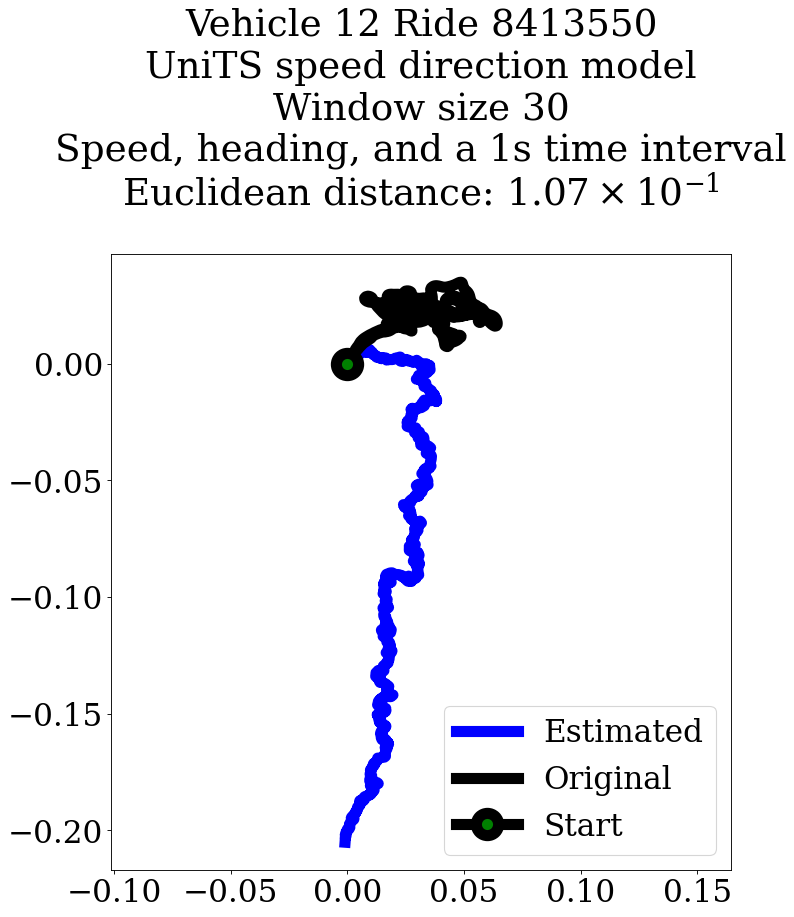 Vehicle 12 Ride 8413550
UniTS speed direction model
Window size 30
Speed, heading, and a 1s time interval
Euclidean distance: 1.07 × 10⁻¹
0.00
−0.05
−0.10
−0.15
−0.20
Estimated
Original
Start
−0.10 −0.05 0.00 0.05 0.10 0.15